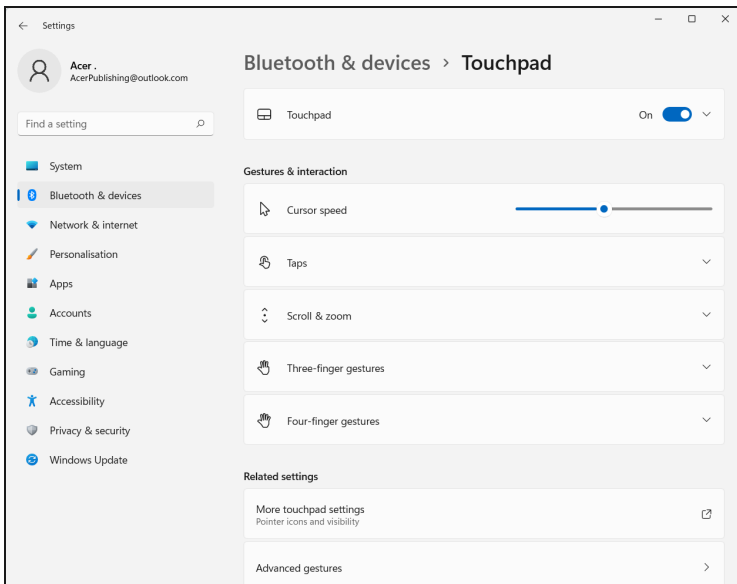 Settings
Acer .
AcerPublishing@outlook.com
Find a setting
System
Bluetooth & devices
Network & internet
Personalisation
Apps
Accounts
Time & language
Gaming
Accessibility
Privacy & security
Windows Update
Bluetooth & devices › Touchpad
Touchpad
On
Gestures & interaction
Cursor speed
Taps
Scroll & zoom
Three-finger gestures
Four-finger gestures
Related settings
More touchpad settings
Pointer icons and visibility
Advanced gestures